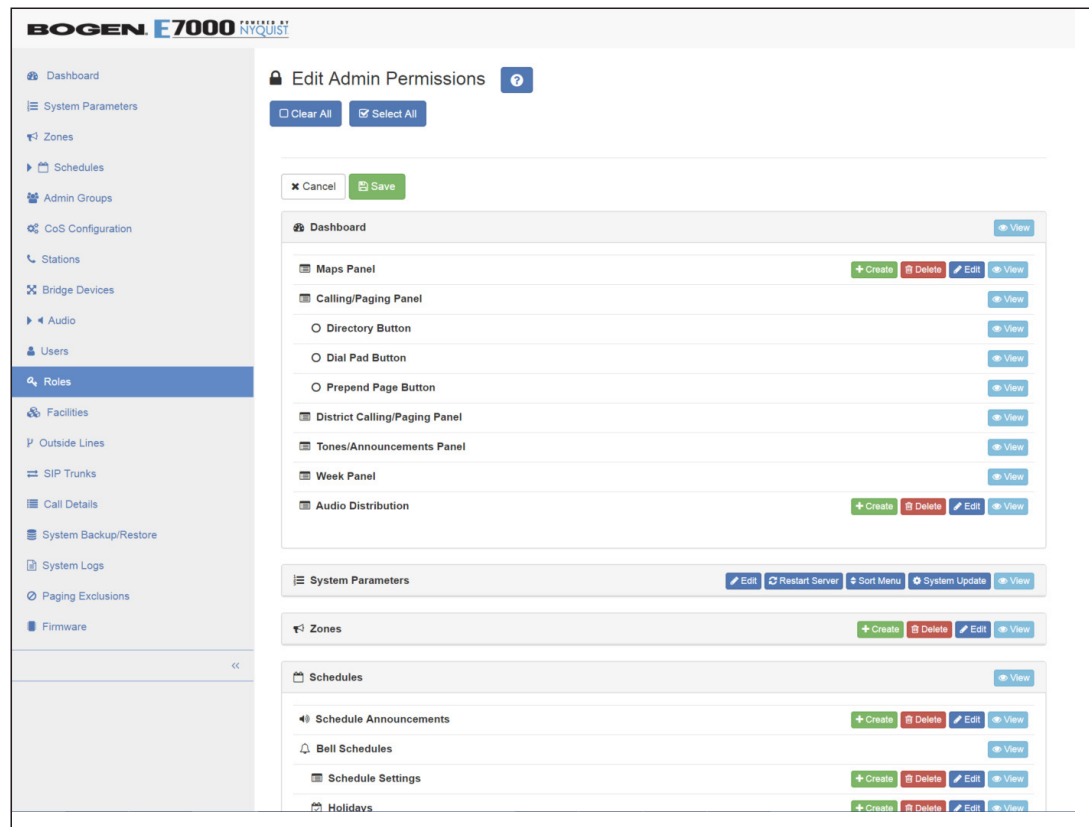 BOGEN. E7000 POWERED BY NYQUIST
Dashboard
System Parameters
Zones
Schedules
Admin Groups
CoS Configuration
Stations
Bridge Devices
Audio
Users
Roles
Facilities
Outside Lines
SIP Trunks
Call Details
System Backup/Restore
System Logs
Paging Exclusions
Firmware
<<
Edit Admin Permissions ?
Clear All Select All
Cancel Save
Dashboard View
Maps Panel Create Delete Edit View
Calling/Paging Panel View
Directory Button View
Dial Pad Button View
Prepend Page Button View
District Calling/Paging Panel View
Tones/Announcements Panel View
Week Panel View
Audio Distribution Create Delete Edit View
System Parameters Edit Restart Server Sort Menu System Update View
Zones Create Delete Edit View
Schedules View
Schedule Announcements Create Delete Edit View
Bell Schedules View
Schedule Settings Create Delete Edit View
Holidays Create Delete Edit View